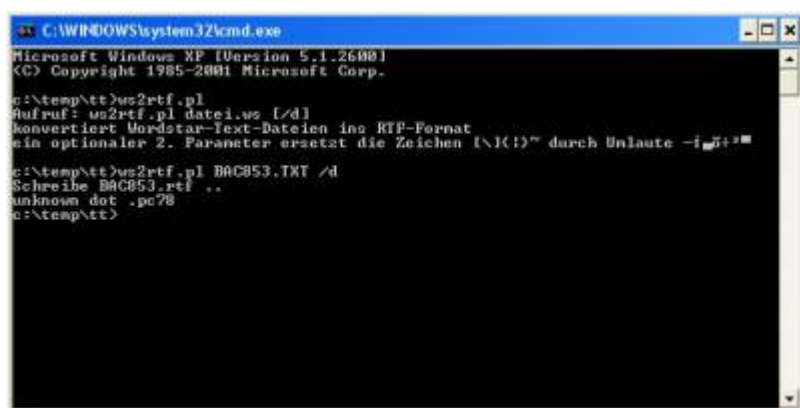 C:\WINDOWS\system32\cmd.exe
Microsoft Windows XP [Version 5.1.2600]
(C) Copyright 1985-2001 Microsoft Corp.
c:\temp\tt>ws2rtf.pl
Aufruf: ws2rtf.pl datei.ws [/d]
konvertiert Wordstar-Text-Dateien ins RTF-Format
ein optionaler 2. Parameter ersetzt die Zeichen [\]{|}~ durch Umlaute
c:\temp\tt>ws2rtf.pl BAC853.TXT /d
Schreibe BAC853.rtf ..
unknown dot .pc78
c:\temp\tt>